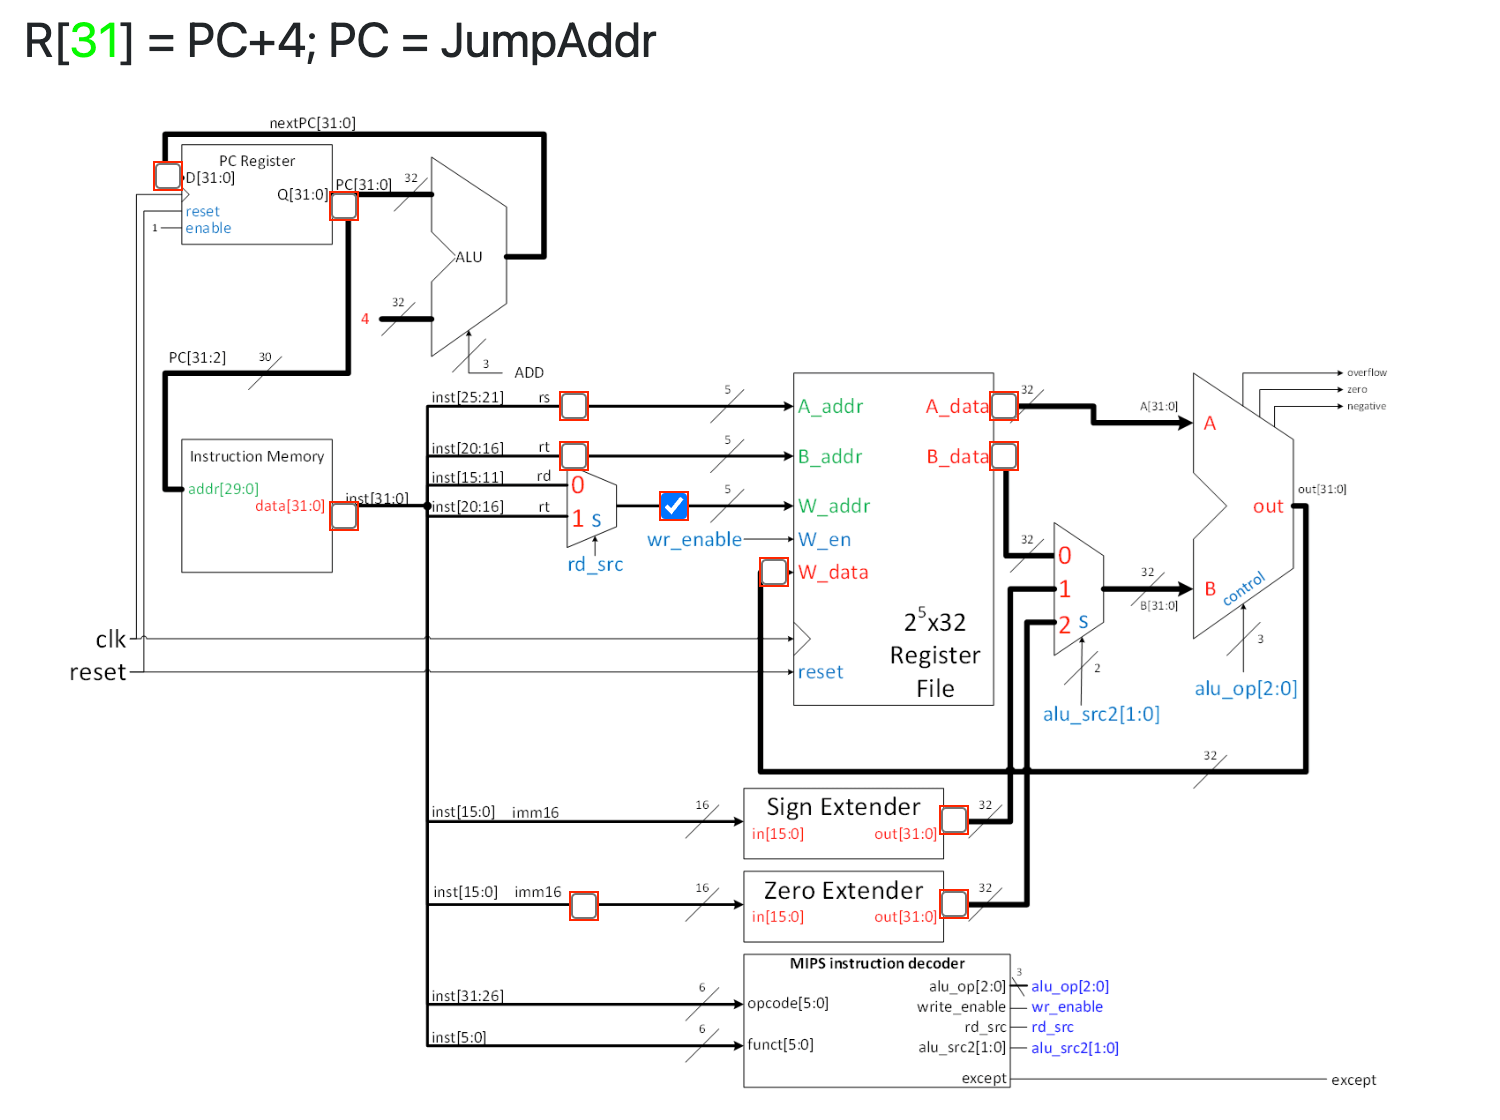 R[31] = PC+4; PC = JumpAddr
nextPC[31:0]
PC Register
D[31:0]
Q[31:0]
PC[31:0]
32
reset
1
enable
ALU
32
4
PC[31:2]
30
3
ADD
overflow
zero
negative
inst[25:21]
rs
5
A_addr
A_data
32
A[31:0]
A
inst[20:16]
rt
5
B_addr
B_data
Instruction Memory
addr[29:0]
data[31:0]
inst[31:0]
inst[15:11]
rd
0
inst[20:16]
rt
1
S
rd_src
5
W_addr
wr_enable
W_en
W_data
out[31:0]
out
32
0
1
2
S
32
B[31:0]
B
control
3
2
alu_op[2:0]
alu_src2[1:0]
2^5x32
Register
File
clk
reset
reset
32
inst[15:0]
imm16
16
Sign Extender
in[15:0]
out[31:0]
32
inst[15:0]
imm16
16
Zero Extender
in[15:0]
out[31:0]
32
MIPS instruction decoder
inst[31:26]
6
opcode[5:0]
inst[5:0]
6
funct[5:0]
alu_op[2:0]
3
alu_op[2:0]
write_enable
wr_enable
rd_src
rd_src
alu_src2[1:0]
alu_src2[1:0]
except
except